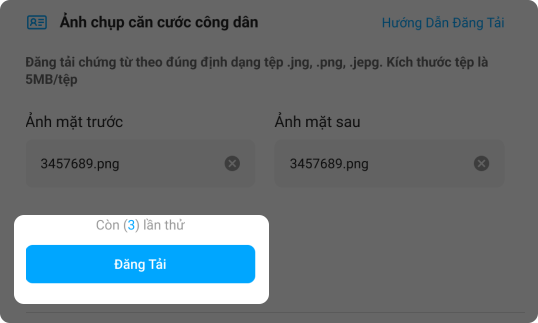 Ảnh chụp căn cước công dân
Hướng Dẫn Đăng Tải
Đăng tải chứng từ theo đúng định dạng tệp .jng, .png, .jepg. Kích thước tệp là
5MB/tệp
Ảnh mặt trước
Ảnh mặt sau
3457689.png
3457689.png
Còn (3) lần thử
Đăng Tải